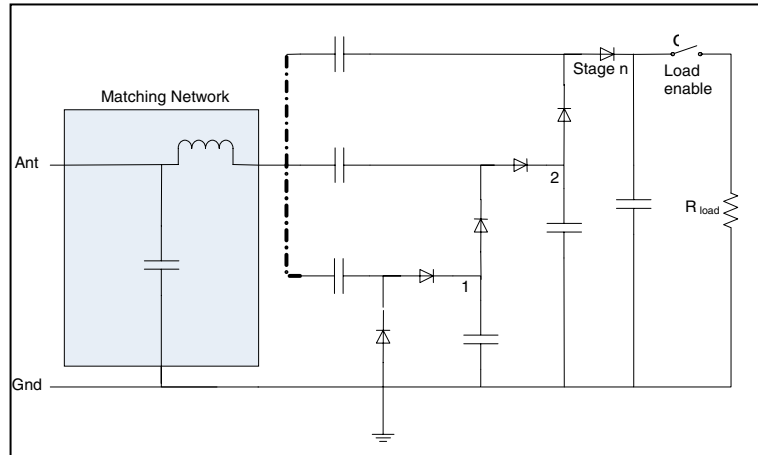 Stage n
Load
enable
Matching Network
Ant
2
R load
1
Gnd